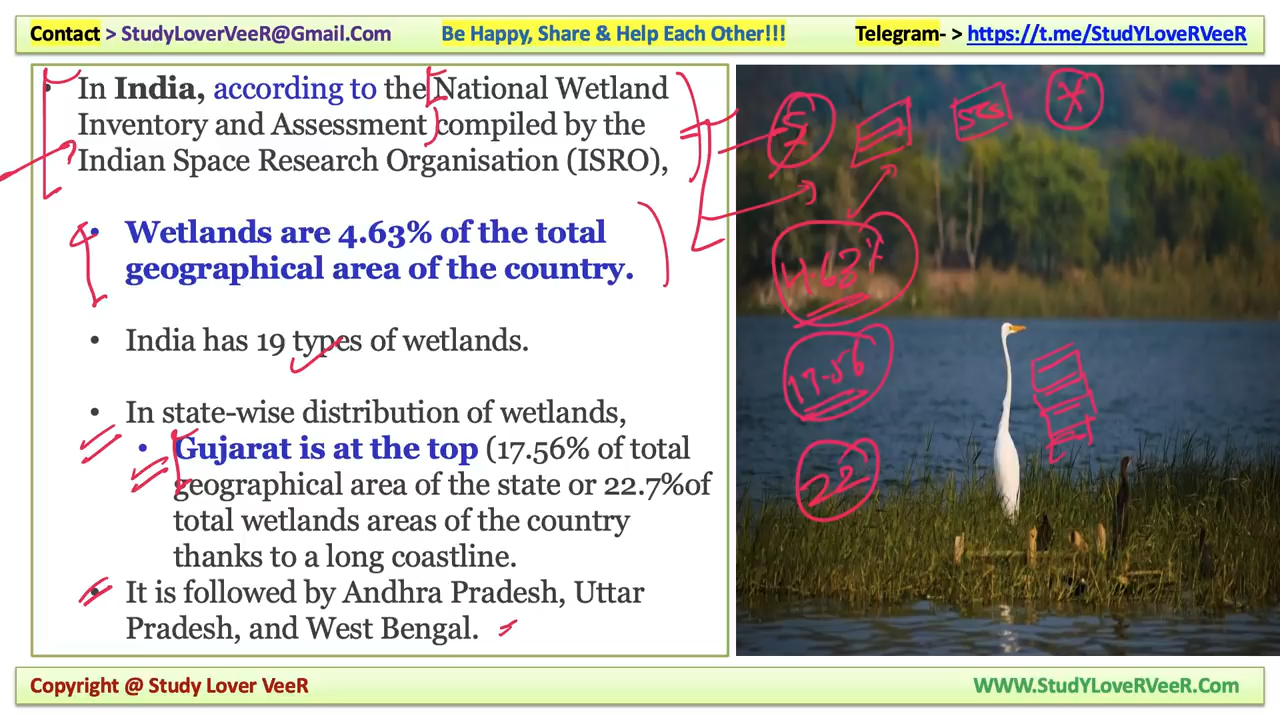 Contact > StudyLoverVeeR@Gmail.Com Be Happy, Share & Help Each Other!!! Telegram- > https://t.me/StudYLoveRVeeR
• In India, according to the National Wetland
Inventory and Assessment compiled by the
Indian Space Research Organisation (ISRO),
• Wetlands are 4.63% of the total
geographical area of the country.
• India has 19 types of wetlands.
• In state-wise distribution of wetlands,
• Gujarat is at the top (17.56% of total
geographical area of the state or 22.7%of
total wetlands areas of the country
thanks to a long coastline.
• It is followed by Andhra Pradesh, Uttar
Pradesh, and West Bengal.
4.63%
17.56
22
Copyright @ Study Lover VeeR WWW.StudYLoveRVeeR.Com